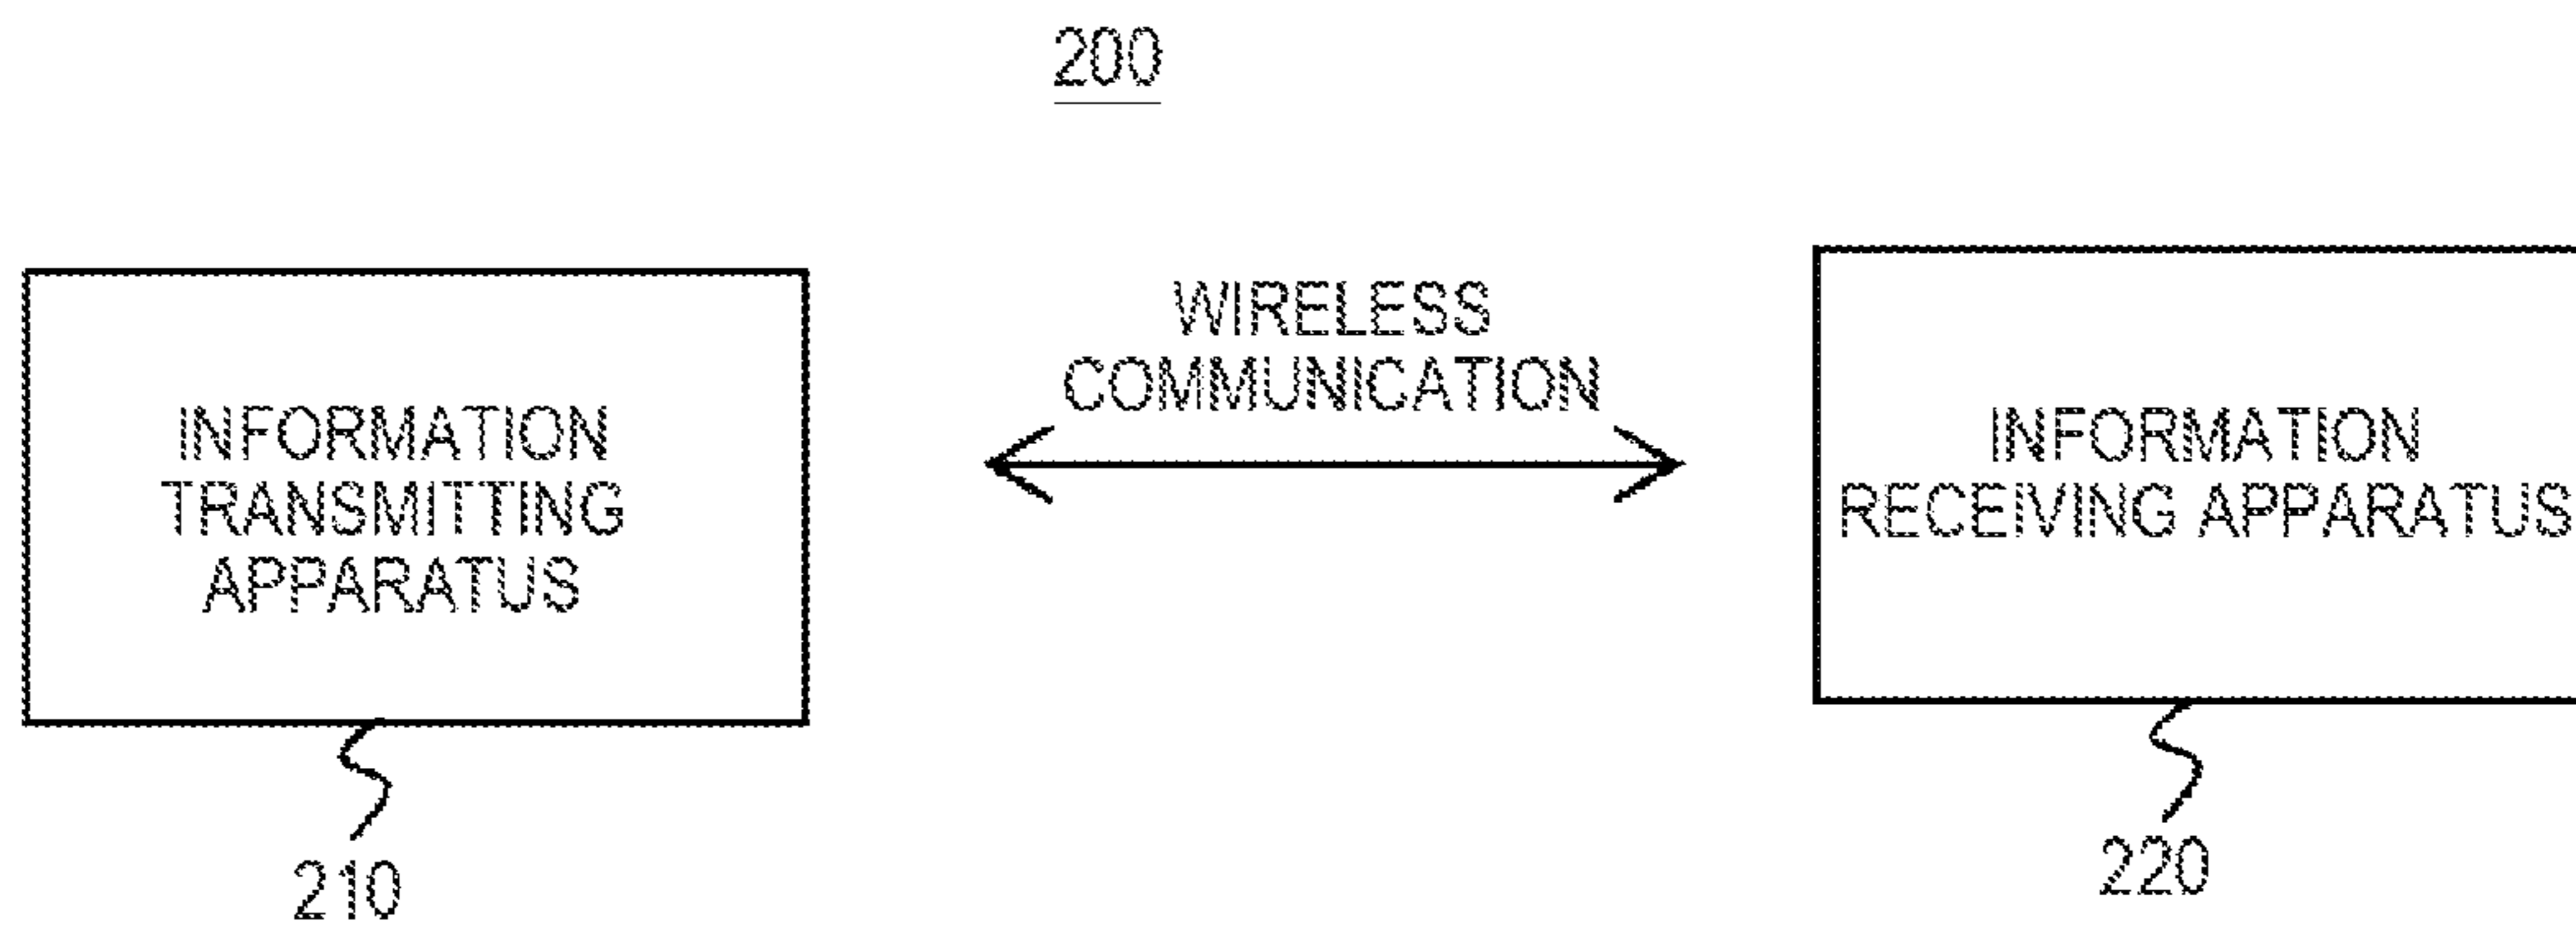 200
WIRELESS
COMMUNICATION
INFORMATION
TRANSMITTING
APPARATUS
INFORMATION
RECEIVING APPARATUS
210
220